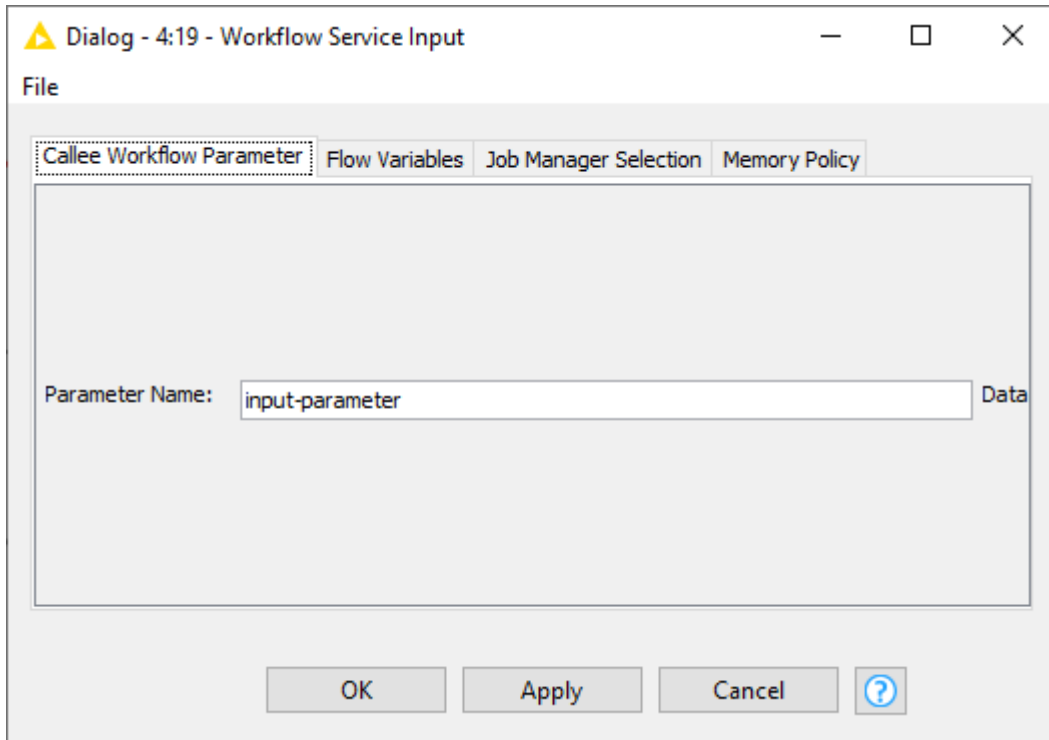 Dialog - 4:19 - Workflow Service Input
File
Callee Workflow Parameter Flow Variables Job Manager Selection Memory Policy
Parameter Name: input-parameter Data
OK Apply Cancel ?